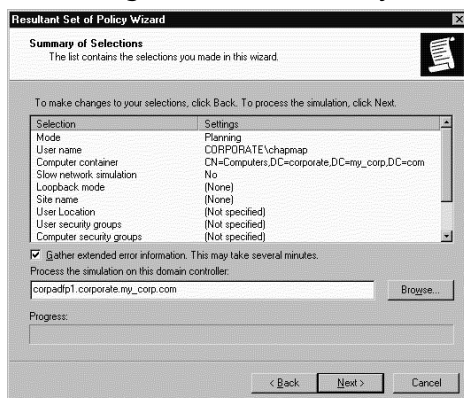 Resultant Set of Policy Wizard
Summary of Selections
The list contains the selections you made in this wizard.
To make changes to your selections, click Back. To process the simulation, click Next.
Selection Settings
Mode Planning
User name CORPORATE\chapmap
Computer container CN=Computers,DC=corporate,DC=my_corp,DC=com
Slow network simulation No
Loopback mode (None)
Site name (None)
User Location (Not specified)
User security groups (Not specified)
Computer security groups (Not specified)
Gather extended error information. This may take several minutes.
Process the simulation on this domain controller:
corpadfp1.corporate.my_corp.com
Browse...
Progress:
< Back Next > Cancel